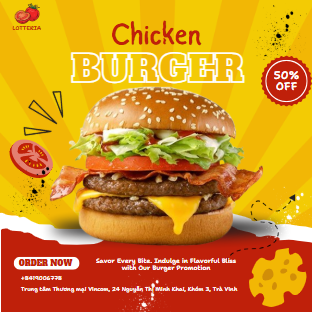 LOTTERIA
Chicken
BURGER
50%
OFF
ORDER NOW
Savor Every Bite. Indulge in Flavorful Bliss
with Our Burger Promotion
+8419006778
Trung tâm Thương mại Vincom, 24 Nguyễn Thị Minh Khai, Khóm 3, Trà Vinh